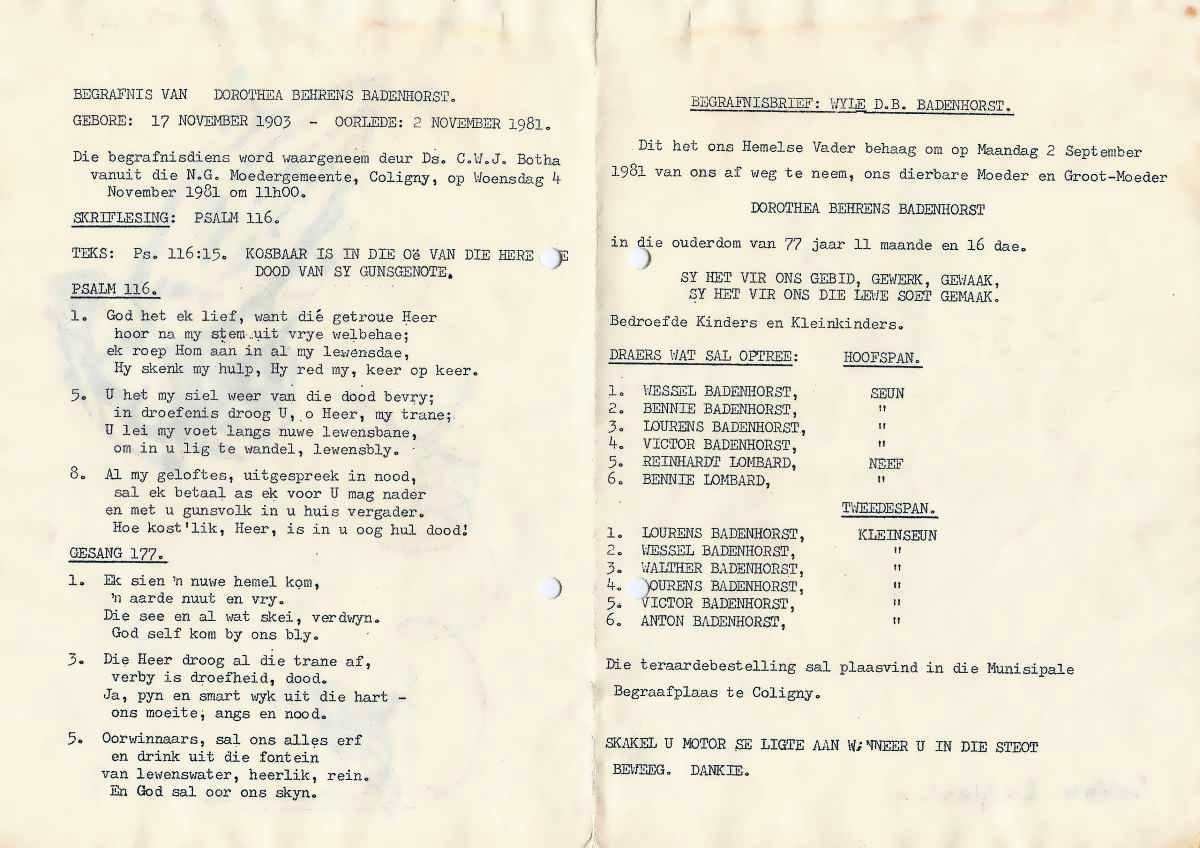 BEGRAFNIS VAN DOROTHEA BEHRENS BADENHORST.
GEBORE: 17 NOVEMBER 1903 - OORLEDE: 2 NOVEMBER 1981.
Die begrafnisdiens word waargeneem deur Ds. C.W.J. Botha
vanuit die N.G. Moedergemeente, Coligny, op Woensdag 4
November 1981 om 11h00.
SKRIFLESING: PSALM 116.
TEKS: Ps. 116:15. KOSBAAR IS IN DIE Oë VAN DIE HERE E
DOOD VAN SY GUNSGENOTE.
PSALM 116.
1. God het ek lief, want dié getroue Heer
hoor na my stem uit vrye welbehae;
ek roep Hom aan in al my lewensdae,
Hy skenk my hulp, Hy red my, keer op keer.
5. U het my siel weer van die dood bevry;
in droefenis droog U, o Heer, my trane;
U lei my voet langs nuwe lewensbane,
om in u lig te wandel, lewensbly.
8. Al my geloftes, uitgespreek in nood,
sal ek betaal as ek voor U mag nader
en met u gunsvolk in u huis vergader.
Hoe kost'lik, Heer, is in u oog hul dood!
GESANG 177.
1. Ek sien 'n nuwe hemel kom,
'n aarde nuut en vry.
Die see en al wat skei, verdwyn.
God self kom by ons bly.
3. Die Heer droog al die trane af,
verby is droefheid, dood.
Ja, pyn en smart wyk uit die hart -
ons moeite, angs en nood.
5. Oorwinnaars, sal ons alles erf
en drink uit die fontein
van lewenswater, heerlik, rein.
En God sal oor ons skyn.
BEGRAFNISBRIEF: WYLE D.B. BADENHORST.
Dit het ons Hemelse Vader behaag om op Maandag 2 September
1981 van ons af weg te neem, ons dierbare Moeder en Groot-Moeder
DOROTHEA BEHRENS BADENHORST
in die ouderdom van 77 jaar 11 maande en 16 dae.
SY HET VIR ONS GEBID, GEWERK, GEWAAK,
SY HET VIR ONS DIE LEWE SOET GEMAAK.
Bedroefde Kinders en Kleinkinders.
DRAERS WAT SAL OPTREE: HOOFSPAN.
1. WESSEL BADENHORST, SEUN
2. BENNIE BADENHORST, "
3. LOURENS BADENHORST, "
4. VICTOR BADENHORST, "
5. REINHARDT LOMBARD, NEEF
6. BENNIE LOMBARD, "
TWEEDESPAN.
1. LOURENS BADENHORST, KLEINSEUN
2. WESSEL BADENHORST, "
3. WALTHER BADENHORST, "
4. OURENS BADENHORST, "
5. VICTOR BADENHORST, "
6. ANTON BADENHORST, "
Die teraardebestelling sal plaasvind in die Munisipale
Begraafplaas te Coligny.
SKAKEL U MOTOR SE LIGTE AAN WANNEER U IN DIE STEOT
BEWEEG. DANKIE.